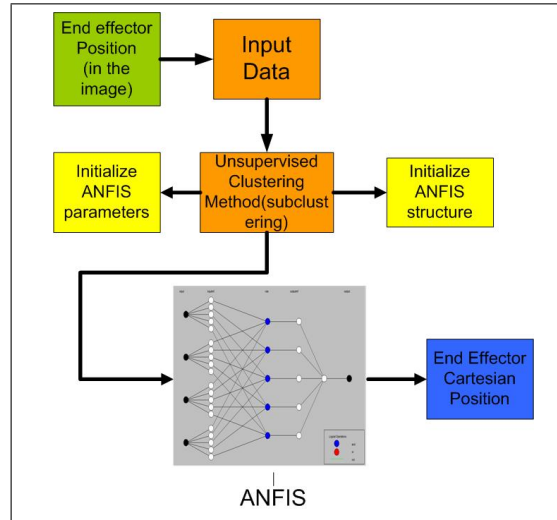 End effector
Position
(in the
image)
Input
Data
Initialize
ANFIS
parameters
Unsupervised
Clustering
Method(subclust
ering)
Initialize
ANFIS
structure
End Effector
Cartesian
Position
ANFIS